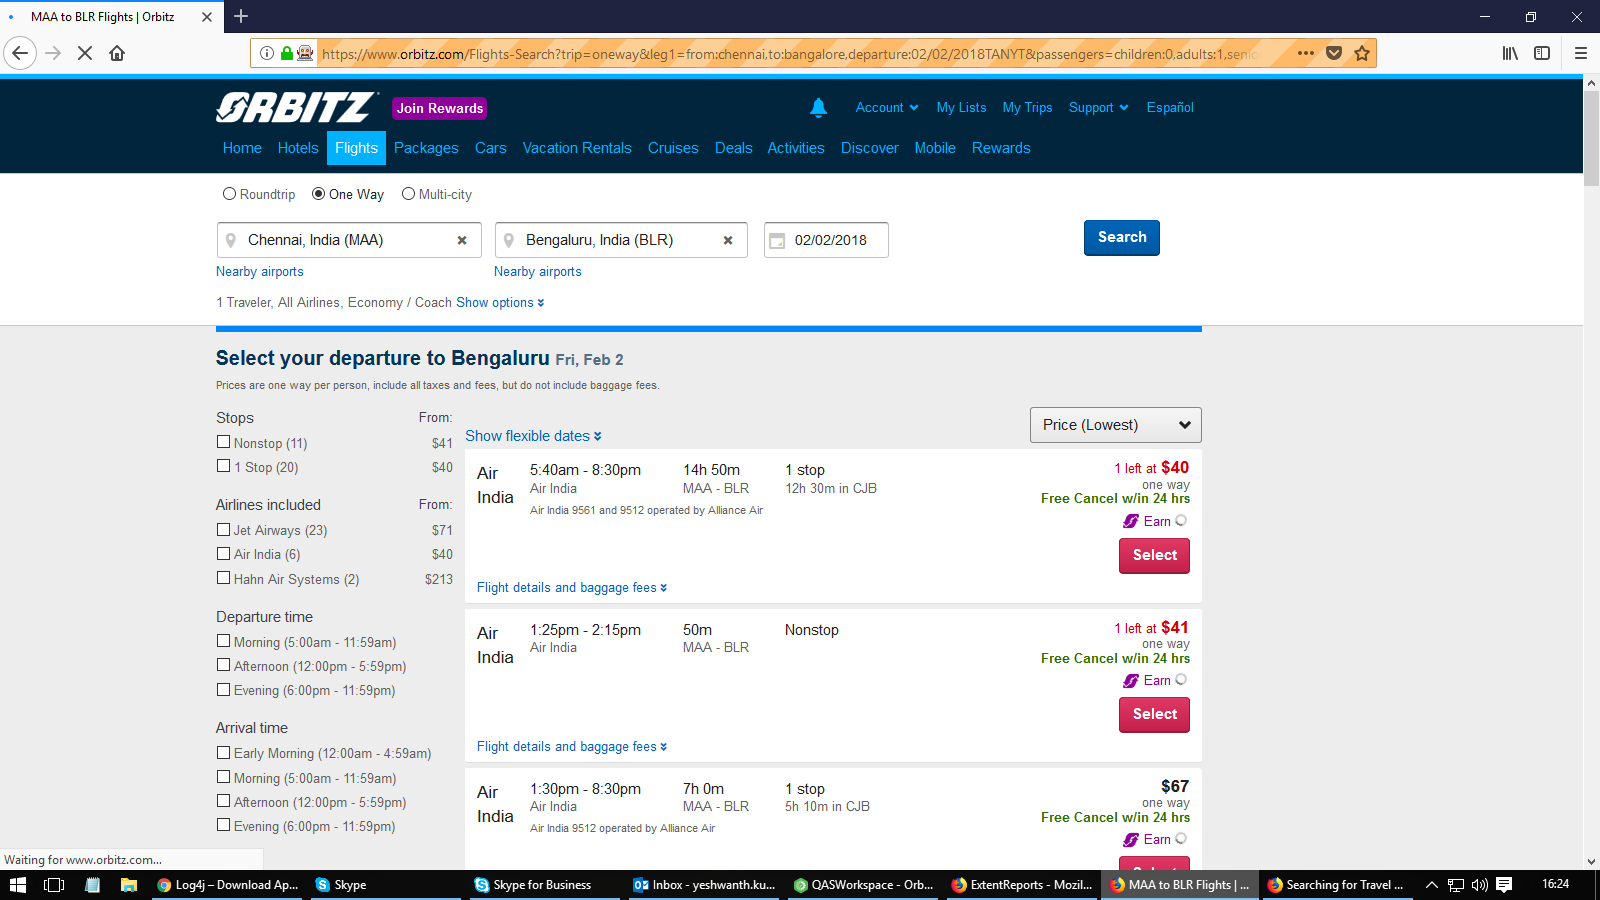 MAA to BLR Flights | Orbitz
https://www.orbitz.com/Flights-Search?trip=oneway&leg1=from:chennai,to:bangalore,departure:02/02/2018TANYT&passengers=children:0,adults:1,senio
ORBITZ Join Rewards
Account My Lists My Trips Support Español
Home Hotels Flights Packages Cars Vacation Rentals Cruises Deals Activities Discover Mobile Rewards
Roundtrip One Way Multi-city
Chennai, India (MAA) Bengaluru, India (BLR) 02/02/2018 Search
Nearby airports Nearby airports
1 Traveler, All Airlines, Economy / Coach Show options
Select your departure to Bengaluru Fri, Feb 2
Prices are one way per person, include all taxes and fees, but do not include baggage fees.
Stops From:
Nonstop (11) $41
1 Stop (20) $40
Airlines included From:
Jet Airways (23) $71
Air India (6) $40
Hahn Air Systems (2) $213
Departure time
Morning (5:00am - 11:59am)
Afternoon (12:00pm - 5:59pm)
Evening (6:00pm - 11:59pm)
Arrival time
Early Morning (12:00am - 4:59am)
Morning (5:00am - 11:59am)
Afternoon (12:00pm - 5:59pm)
Evening (6:00pm - 11:59pm)
Show flexible dates
Price (Lowest)
Air India
5:40am - 8:30pm 14h 50m 1 stop 1 left at $40
Air India MAA - BLR 12h 30m in CJB one way
Free Cancel w/in 24 hrs
Air India 9561 and 9512 operated by Alliance Air
Earn
Select
Flight details and baggage fees
Air India
1:25pm - 2:15pm 50m Nonstop 1 left at $41
Air India MAA - BLR one way
Free Cancel w/in 24 hrs
Earn
Select
Flight details and baggage fees
Air India
1:30pm - 8:30pm 7h 0m 1 stop $67
Air India MAA - BLR 5h 10m in CJB one way
Free Cancel w/in 24 hrs
Air India 9512 operated by Alliance Air
Earn
Select
Waiting for www.orbitz.com...
Log4j – Download Ap... Skype Skype for Business Inbox - yeshwanth.ku... QASWorkspace - Orb... ExtentReports - Mozil... MAA to BLR Flights | ... Searching for Travel ... 16:24